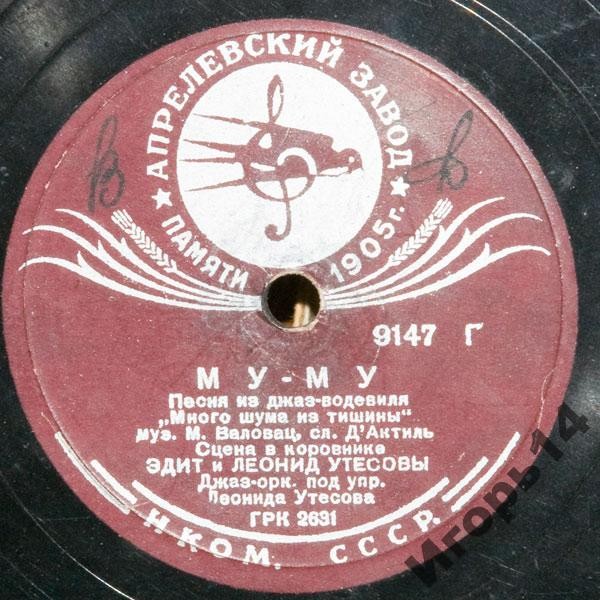 ★ АПРЕЛЕВСКИЙ ЗАВОД ★
ПАМЯТИ 1905 г.
В
В
9147 Г
МУ-МУ
Песня из джаз-водевиля
„Много шума из тишины"
муз. М. Валовац, сл. Д'Актиль
Сцена в коровнике
ЭДИТ и ЛЕОНИД УТЕСОВЫ
Джаз-орк. под упр.
Леонида Утесова
ГРК 2631
Н.КОМ. СССР.
Игорь14